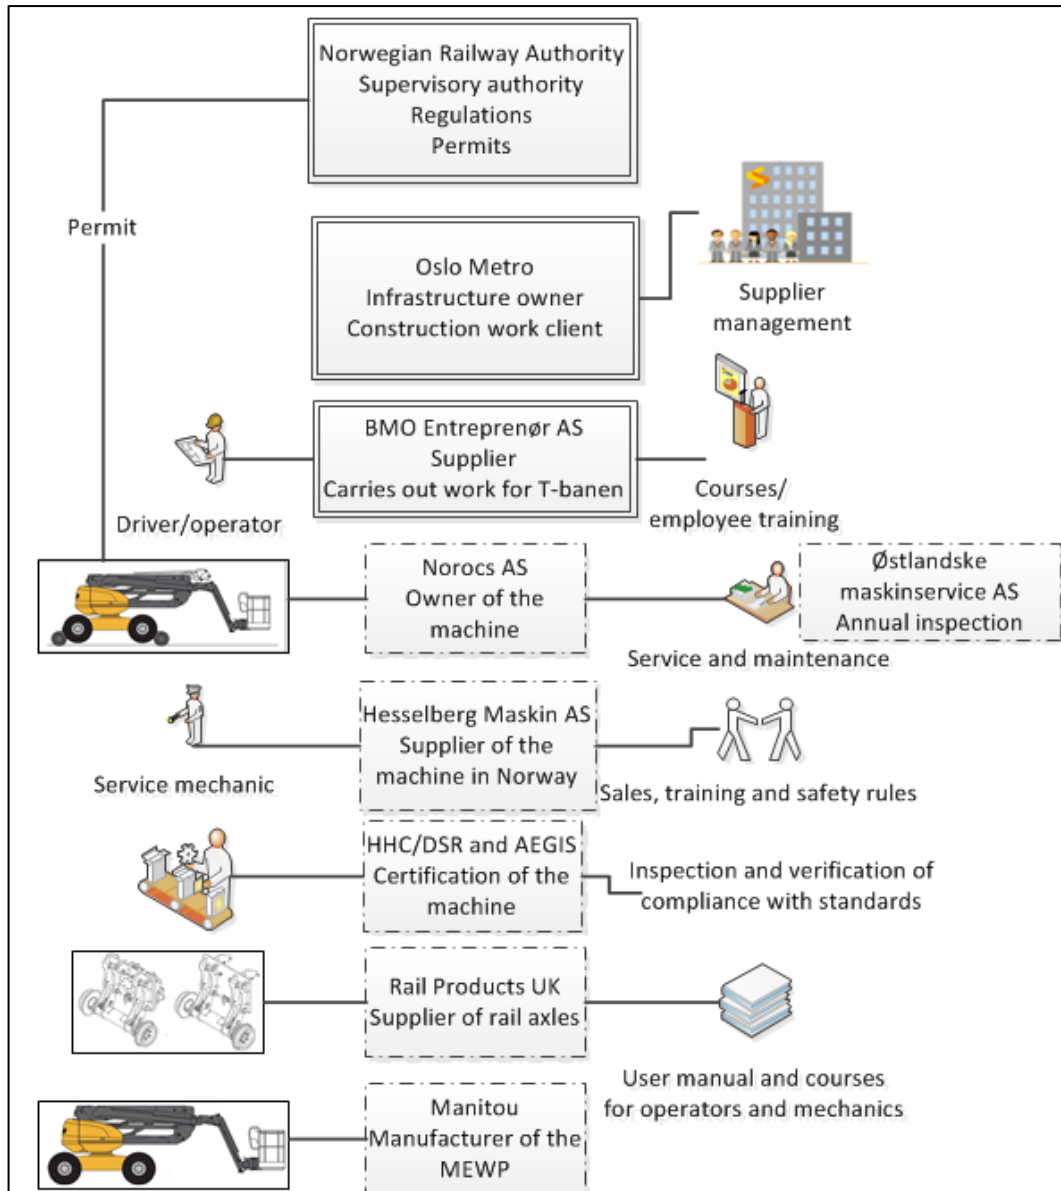 Norwegian Railway Authority
Supervisory authority
Regulations
Permits
Permit
Oslo Metro
Infrastructure owner
Construction work client
Supplier
management
BMO Entreprenør AS
Supplier
Carries out work for T-banen
Driver/operator
Courses/
employee training
Norocs AS
Owner of the
machine
Service and maintenance
Østlandske
maskinservice AS
Annual inspection
Service mechanic
Hesselberg Maskin AS
Supplier of the
machine in Norway
Sales, training and safety rules
HHC/DSR and AEGIS
Certification of the
machine
Inspection and verification of
compliance with standards
Rail Products UK
Supplier of rail axles
User manual and courses
for operators and mechanics
Manitou
Manufacturer of the
MEWP